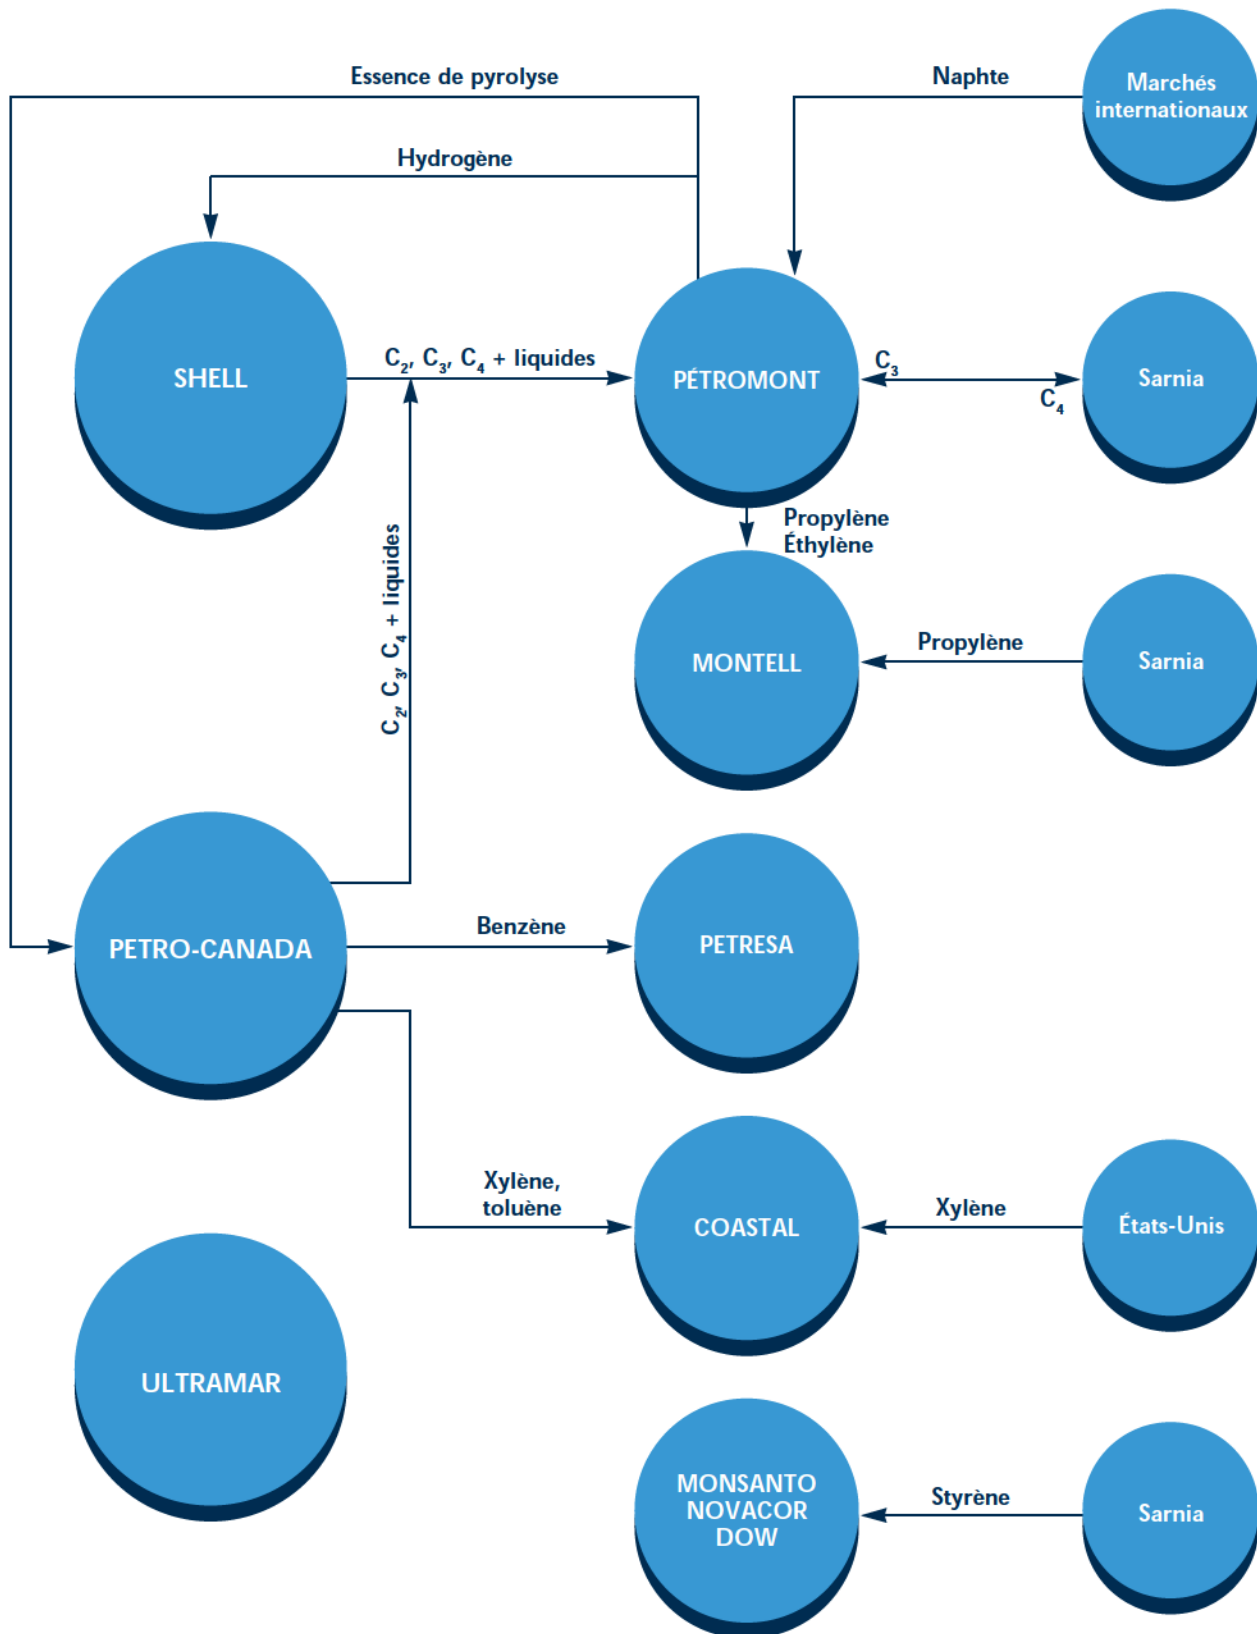 Essence de pyrolyse
Naphte
Marchés
internationaux
Hydrogène
SHELL
C₂, C₃, C₄ + liquides
PÉTROMONT
C₃
C₄
Sarnia
Propylène
Éthylène
C₂, C₃, C₄ + liquides
MONTELL
Propylène
Sarnia
PETRO-CANADA
Benzène
PETRESA
Xylène,
toluène
COASTAL
Xylène
États-Unis
ULTRAMAR
MONSANTO
NOVACOR
DOW
Styrène
Sarnia